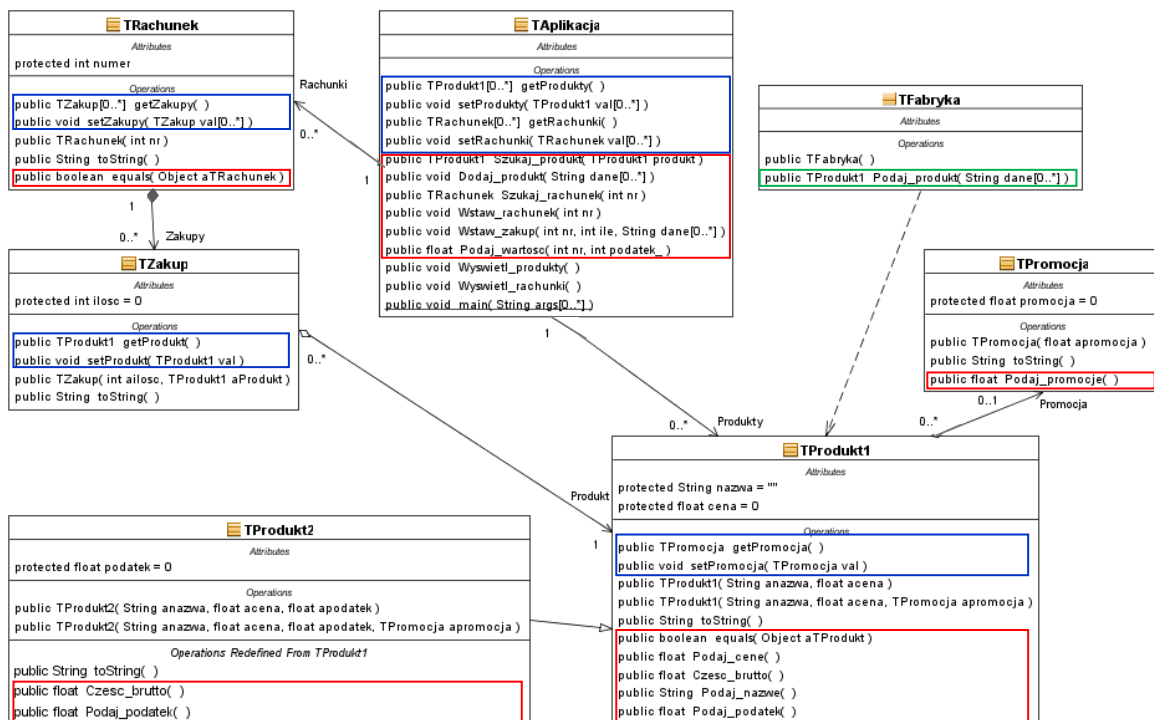 TRachunek
Attributes
protected int numer
Operations
public TZakup[0..*] getZakupy( )
public void setZakupy( TZakup val[0..*] )
public TRachunek( int nr )
public String toString( )
public boolean equals( Object aTRachunek )
Rachunki
0..*
1
TAplikacja
Attributes
Operations
public TProdukt1[0..*] getProdukty( )
public void setProdukty( TProdukt1 val[0..*] )
public TRachunek[0..*] getRachunki( )
public void setRachunki( TRachunek val[0..*] )
public TProdukt1 Szukaj_produkt( TProdukt1 produkt )
public void Dodaj_produkt( String dane[0..*] )
public TRachunek Szukaj_rachunek( int nr )
public void Wstaw_rachunek( int nr )
public void Wstaw_zakup( int nr, int ile, String dane[0..*] )
public float Podaj_wartosc( int nr, int podatek_ )
public void Wyswietl_produkty( )
public void Wyswietl_rachunki( )
public void main( String args[0..*] )
TFabryka
Attributes
Operations
public TFabryka( )
public TProdukt1 Podaj_produkt( String dane[0..*] )
1
0..*
Zakupy
TZakup
Attributes
protected int ilosc = 0
Operations
public TProdukt1 getProdukt( )
public void setProdukt( TProdukt1 val )
public TZakup( int ailosc, TProdukt1 aProdukt )
public String toString( )
0..*
1
TPromocja
Attributes
protected float promocja = 0
Operations
public TPromocja( float apromocja )
public String toString( )
public float Podaj_promocje( )
0..1
Promocja
0..*
0..*
Produkty
Produkt
1
TProdukt1
Attributes
protected String nazwa = ""
protected float cena = 0
Operations
public TPromocja getPromocja( )
public void setPromocja( TPromocja val )
public TProdukt1( String anazwa, float acena )
public TProdukt1( String anazwa, float acena, TPromocja apromocja )
public String toString( )
public boolean equals( Object aTProdukt )
public float Podaj_cene( )
public float Czesc_brutto( )
public String Podaj_nazwe( )
public float Podaj_podatek( )
TProdukt2
Attributes
protected float podatek = 0
Operations
public TProdukt2( String anazwa, float acena, float apodatek )
public TProdukt2( String anazwa, float acena, float apodatek, TPromocja apromocja )
Operations Redefined From TProdukt1
public String toString( )
public float Czesc_brutto( )
public float Podaj_podatek( )